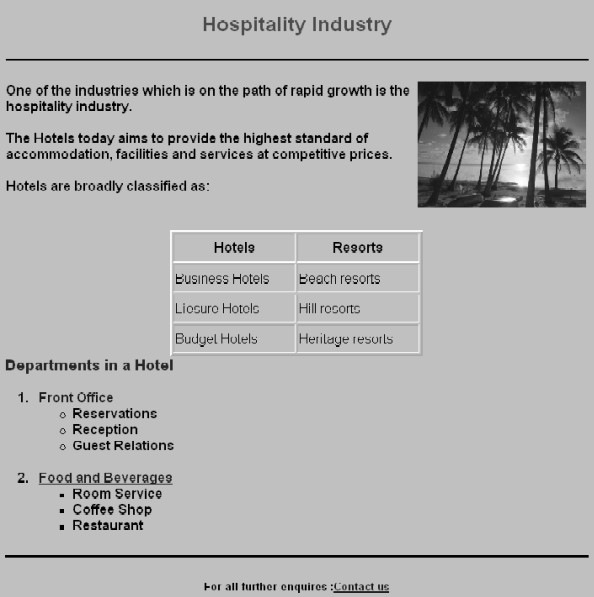 Hospitality Industry
One of the industries which is on the path of rapid growth is the
hospitality industry.
The Hotels today aims to provide the highest standard of
accommodation, facilities and services at competitive prices.
Hotels are broadly classified as:
Hotels Resorts
Business Hotels Beach resorts
Liesure Hotels Hill resorts
Budget Hotels Heritage resorts
Departments in a Hotel
1. Front Office
Reservations
Reception
Guest Relations
2. Food and Beverages
Room Service
Coffee Shop
Restaurant
For all further enquires :Contact us